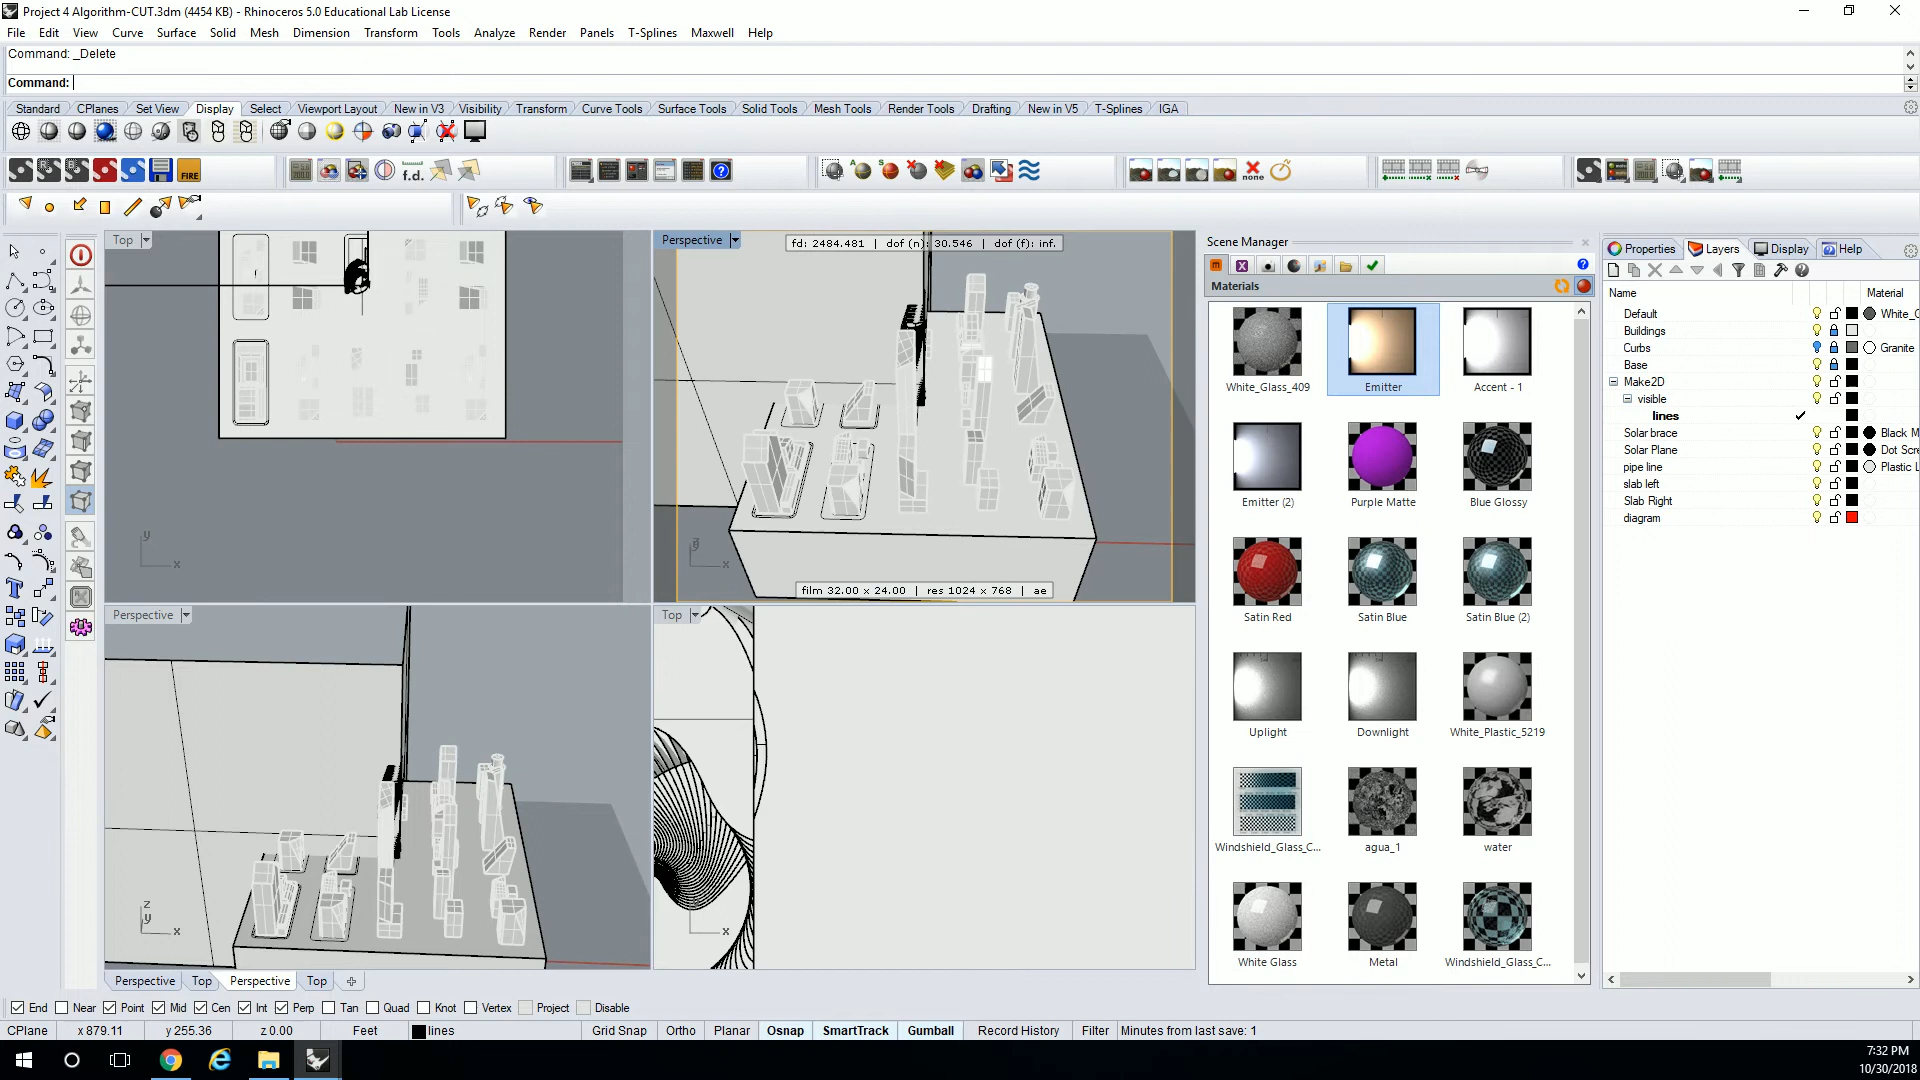 Project 4 Algorithm-CUT.3dm (4454 KB) - Rhinoceros 5.0 Educational Lab License
File Edit View Curve Surface Solid Mesh Dimension Transform Tools Analyze Render Panels T-Splines Maxwell Help
Command: _Delete
Command:
Standard CPlanes Set View Display Select Viewport Layout New in V3 Visibility Transform Curve Tools Surface Tools Solid Tools Mesh Tools Render Tools Drafting New in V5 T-Splines IGA
FIRE f.d. none
Top
Perspective
fd: 2484.481 | dof (n): 30.546 | dof (f): inf.
film 32.00 x 24.00 | res 1024 x 768 | ae
y
x
x
Perspective
z
y
x
Top
x
Scene Manager
Materials
White_Glass_409 Emitter Accent - 1
Emitter (2) Purple Matte Blue Glossy
Satin Red Satin Blue Satin Blue (2)
Uplight Downlight White_Plastic_5219
Windshield_Glass_C... agua_1 water
White Glass Metal Windshield_Glass_C...
Properties Layers Display Help
Name Material
Default White_G
Buildings
Curbs Granite
Base
Make2D
visible
lines
Solar brace Black M
Solar Plane Dot Scre
pipe line Plastic L
slab left
Slab Right
diagram
Perspective Top Perspective Top
End Near Point Mid Cen Int Perp Tan Quad Knot Vertex Project Disable
CPlane x 879.11 y 255.36 z 0.00 Feet lines Grid Snap Ortho Planar Osnap SmartTrack Gumball Record History Filter Minutes from last save: 1
7:32 PM
10/30/2018